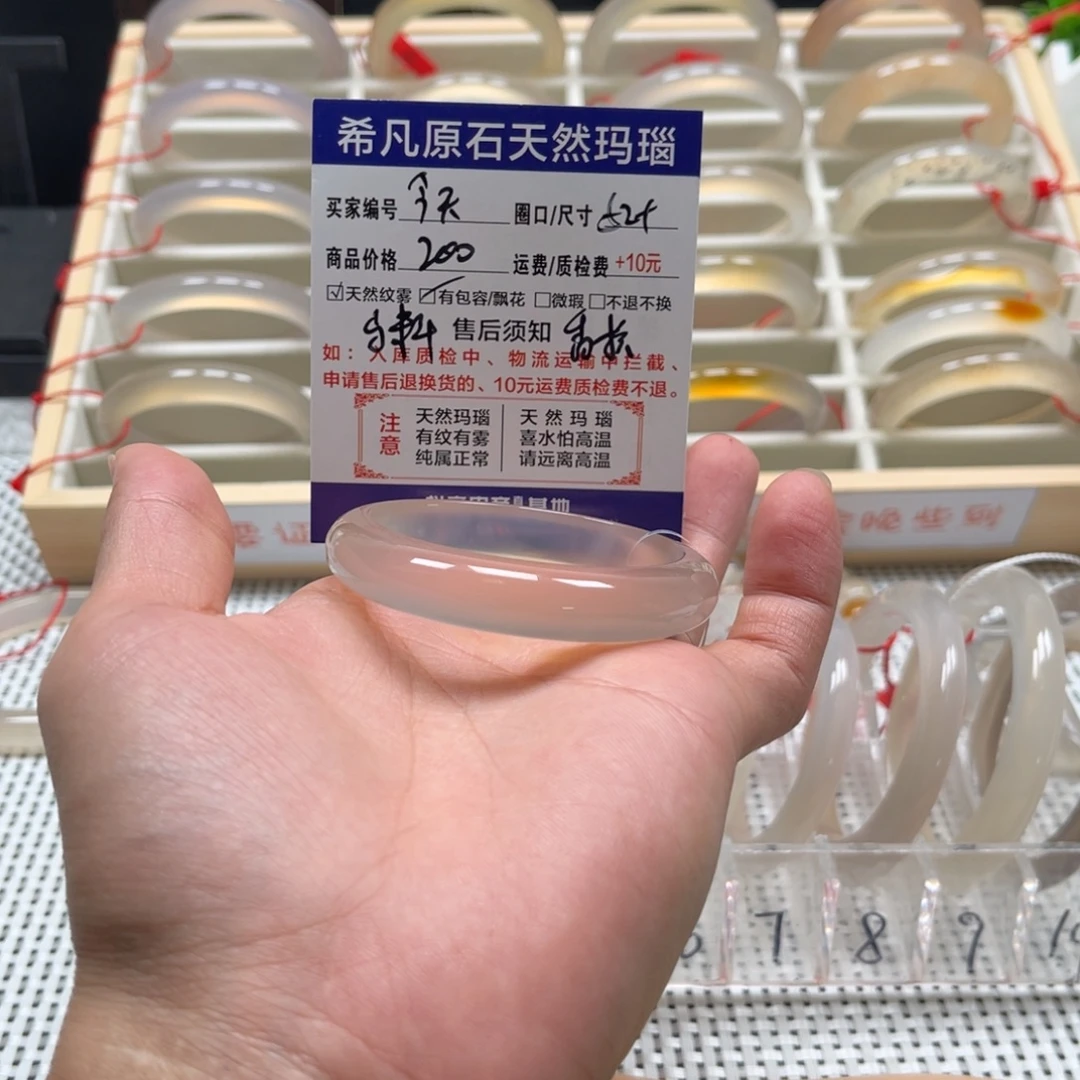 希凡原石天然玛瑙
买家编号 今天 圈口/尺寸 52+
商品价格 200 运费/质检费 +10元
☑天然纹雾 ☑有包容/飘花 □微瑕 □不退不换
售后须知
如：入库质检中、物流运输中拦截、
申请售后退换货的、10元运费质检费不退。
注意
天然玛瑙
有纹有雾
纯属正常
天然玛瑙
喜水怕高温
请远离高温
7 8 9